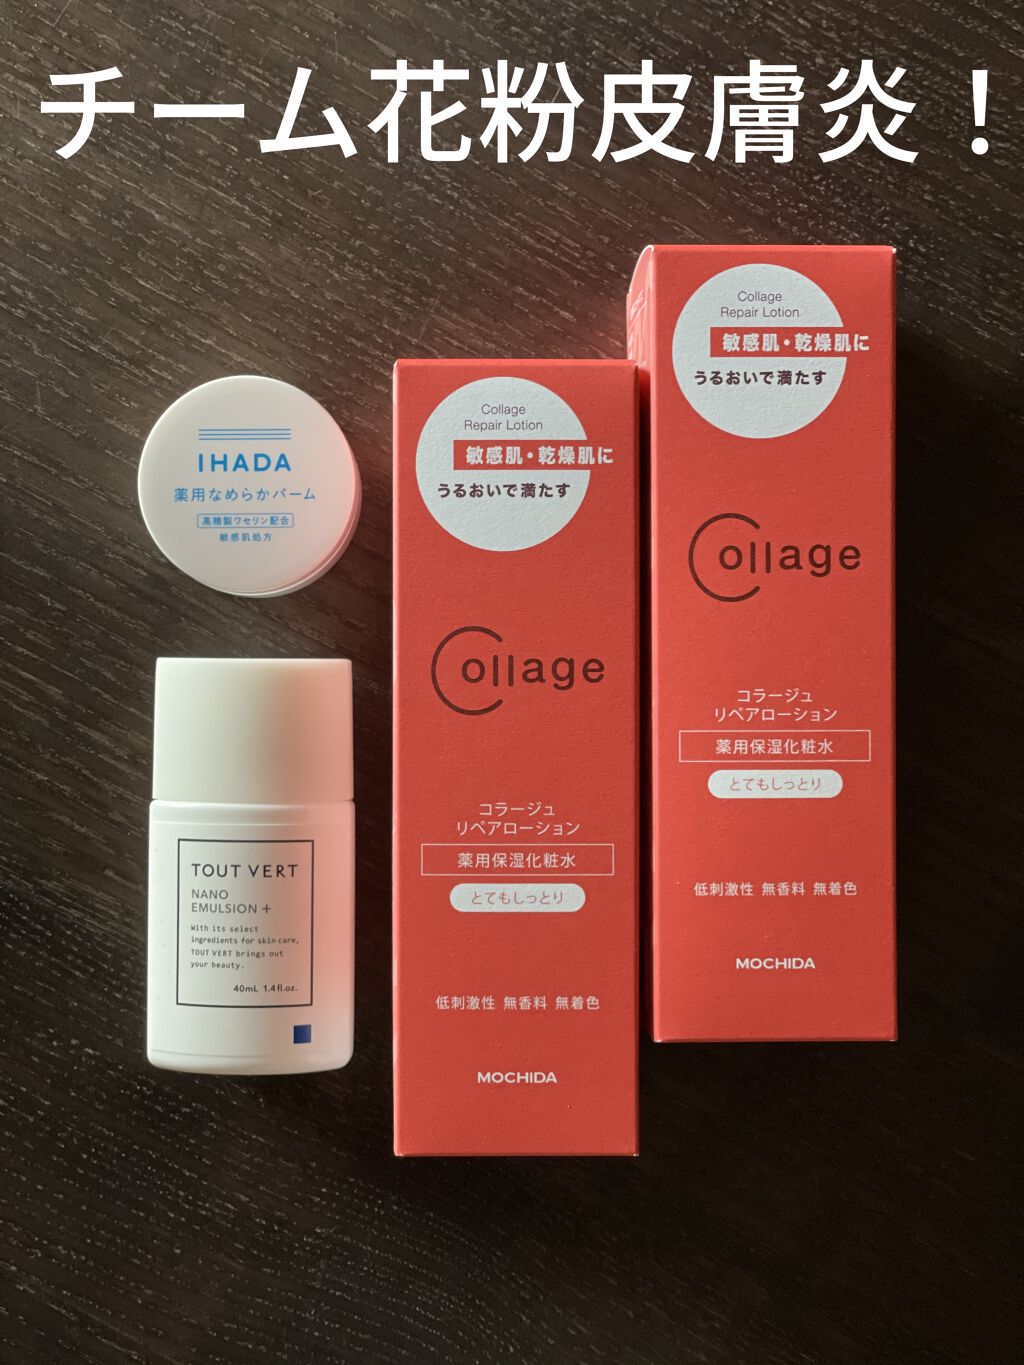 チーム花粉皮膚炎！
IHADA
薬用なめらかバーム
高精製ワセリン配合
敏感肌処方
TOUT VERT
NANO
EMULSION +
With its select
ingredients for skin care,
TOUT VERT brings out
your beauty.
40mL 1.4fl.oz.
Collage
Repair Lotion
敏感肌・乾燥肌に
うるおいで満たす
Collage
コラージュ
リペアローション
薬用保湿化粧水
とてもしっとり
低刺激性 無香料 無着色
MOCHIDA
Collage
Repair Lotion
敏感肌・乾燥肌に
うるおいで満たす
Collage
コラージュ
リペアローション
薬用保湿化粧水
とてもしっとり
低刺激性 無香料 無着色
MOCHIDA